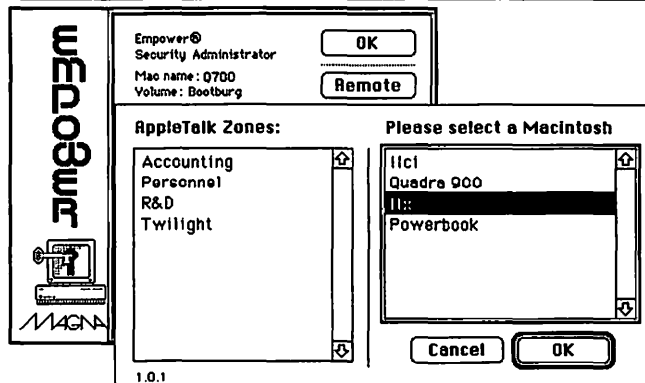 EMPOWER
MAGNA
Empower®
Security Administrator
Mac name: Q700
Volume: Bootburg
OK
Remote
AppleTalk Zones:
Accounting
Personnel
R&D
Twilight
Please select a Macintosh
IIci
Quadra 900
IIx
Powerbook
Cancel
OK
1.0.1